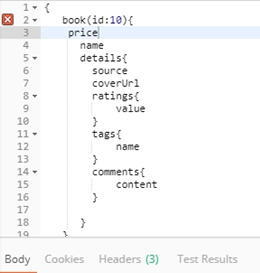 1 {
2 book(id:10){
3 price
4 name
5 details{
6 source
7 coverUrl
8 ratings{
9 value
10 }
11 tags{
12 name
13 }
14 comments{
15 content
16 }
17
18 }
19 }
Body Cookies Headers (3) Test Results